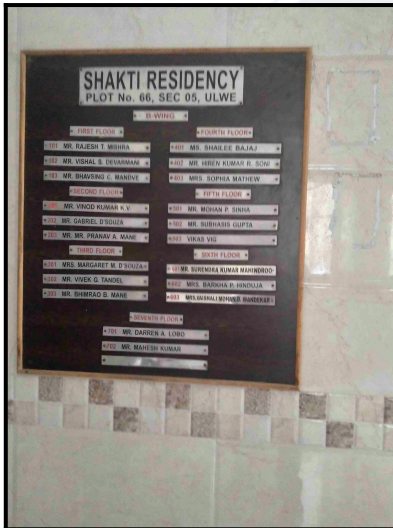 SHAKTI RESIDENCY
PLOT No. 66, SEC 05, ULWE
B-WING
FIRST FLOOR
101 MR. RAJESH T. MISHRA
102 MR. VISHAL S. DEVARMANI
103 MR. BHAVSING C. MANDVE
SECOND FLOOR
201 MR. VINOD KUMAR K.V.
202 MR. GABRIEL D'SOUZA
203 MR. MR. PRANAV A. MANE
THIRD FLOOR
301 MRS. MARGARET M. D'SOUZA
302 MR. VIVEK G. TANDEL
303 MR. BHIMRAO B. MANE
FOURTH FLOOR
401 MS. SHAILEE BAJAJ
402 MR. HIREN KUMAR R. SONI
403 MRS. SOPHIA MATHEW
FIFTH FLOOR
501 MR. MOHAN P. SINHA
502 MR. SUBHANIS GUPTA
503 VIKAS VIG
SIXTH FLOOR
601 MR. SURENDRA KUMAR MAHINDROO
602 MRS. BARKHA P. HINDUJA
603 MRS. VAISHALI MOHAN D. MANDEKAR
SEVENTH FLOOR
701 MR. DARREN A. LOBO
702 MR. MAHESH KUMAR